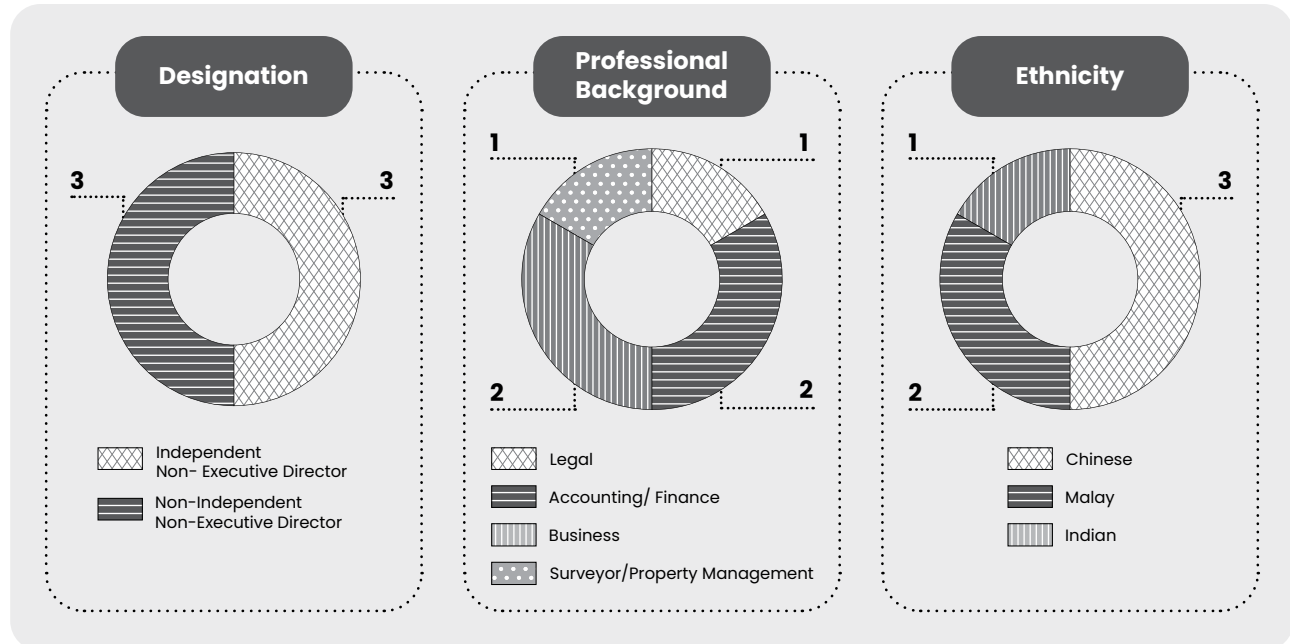 Designation
3
3
Independent
Non- Executive Director
Non-Independent
Non-Executive Director
Professional
Background
1
1
2
2
Legal
Accounting/ Finance
Business
Surveyor/Property Management
Ethnicity
1
3
2
Chinese
Malay
Indian